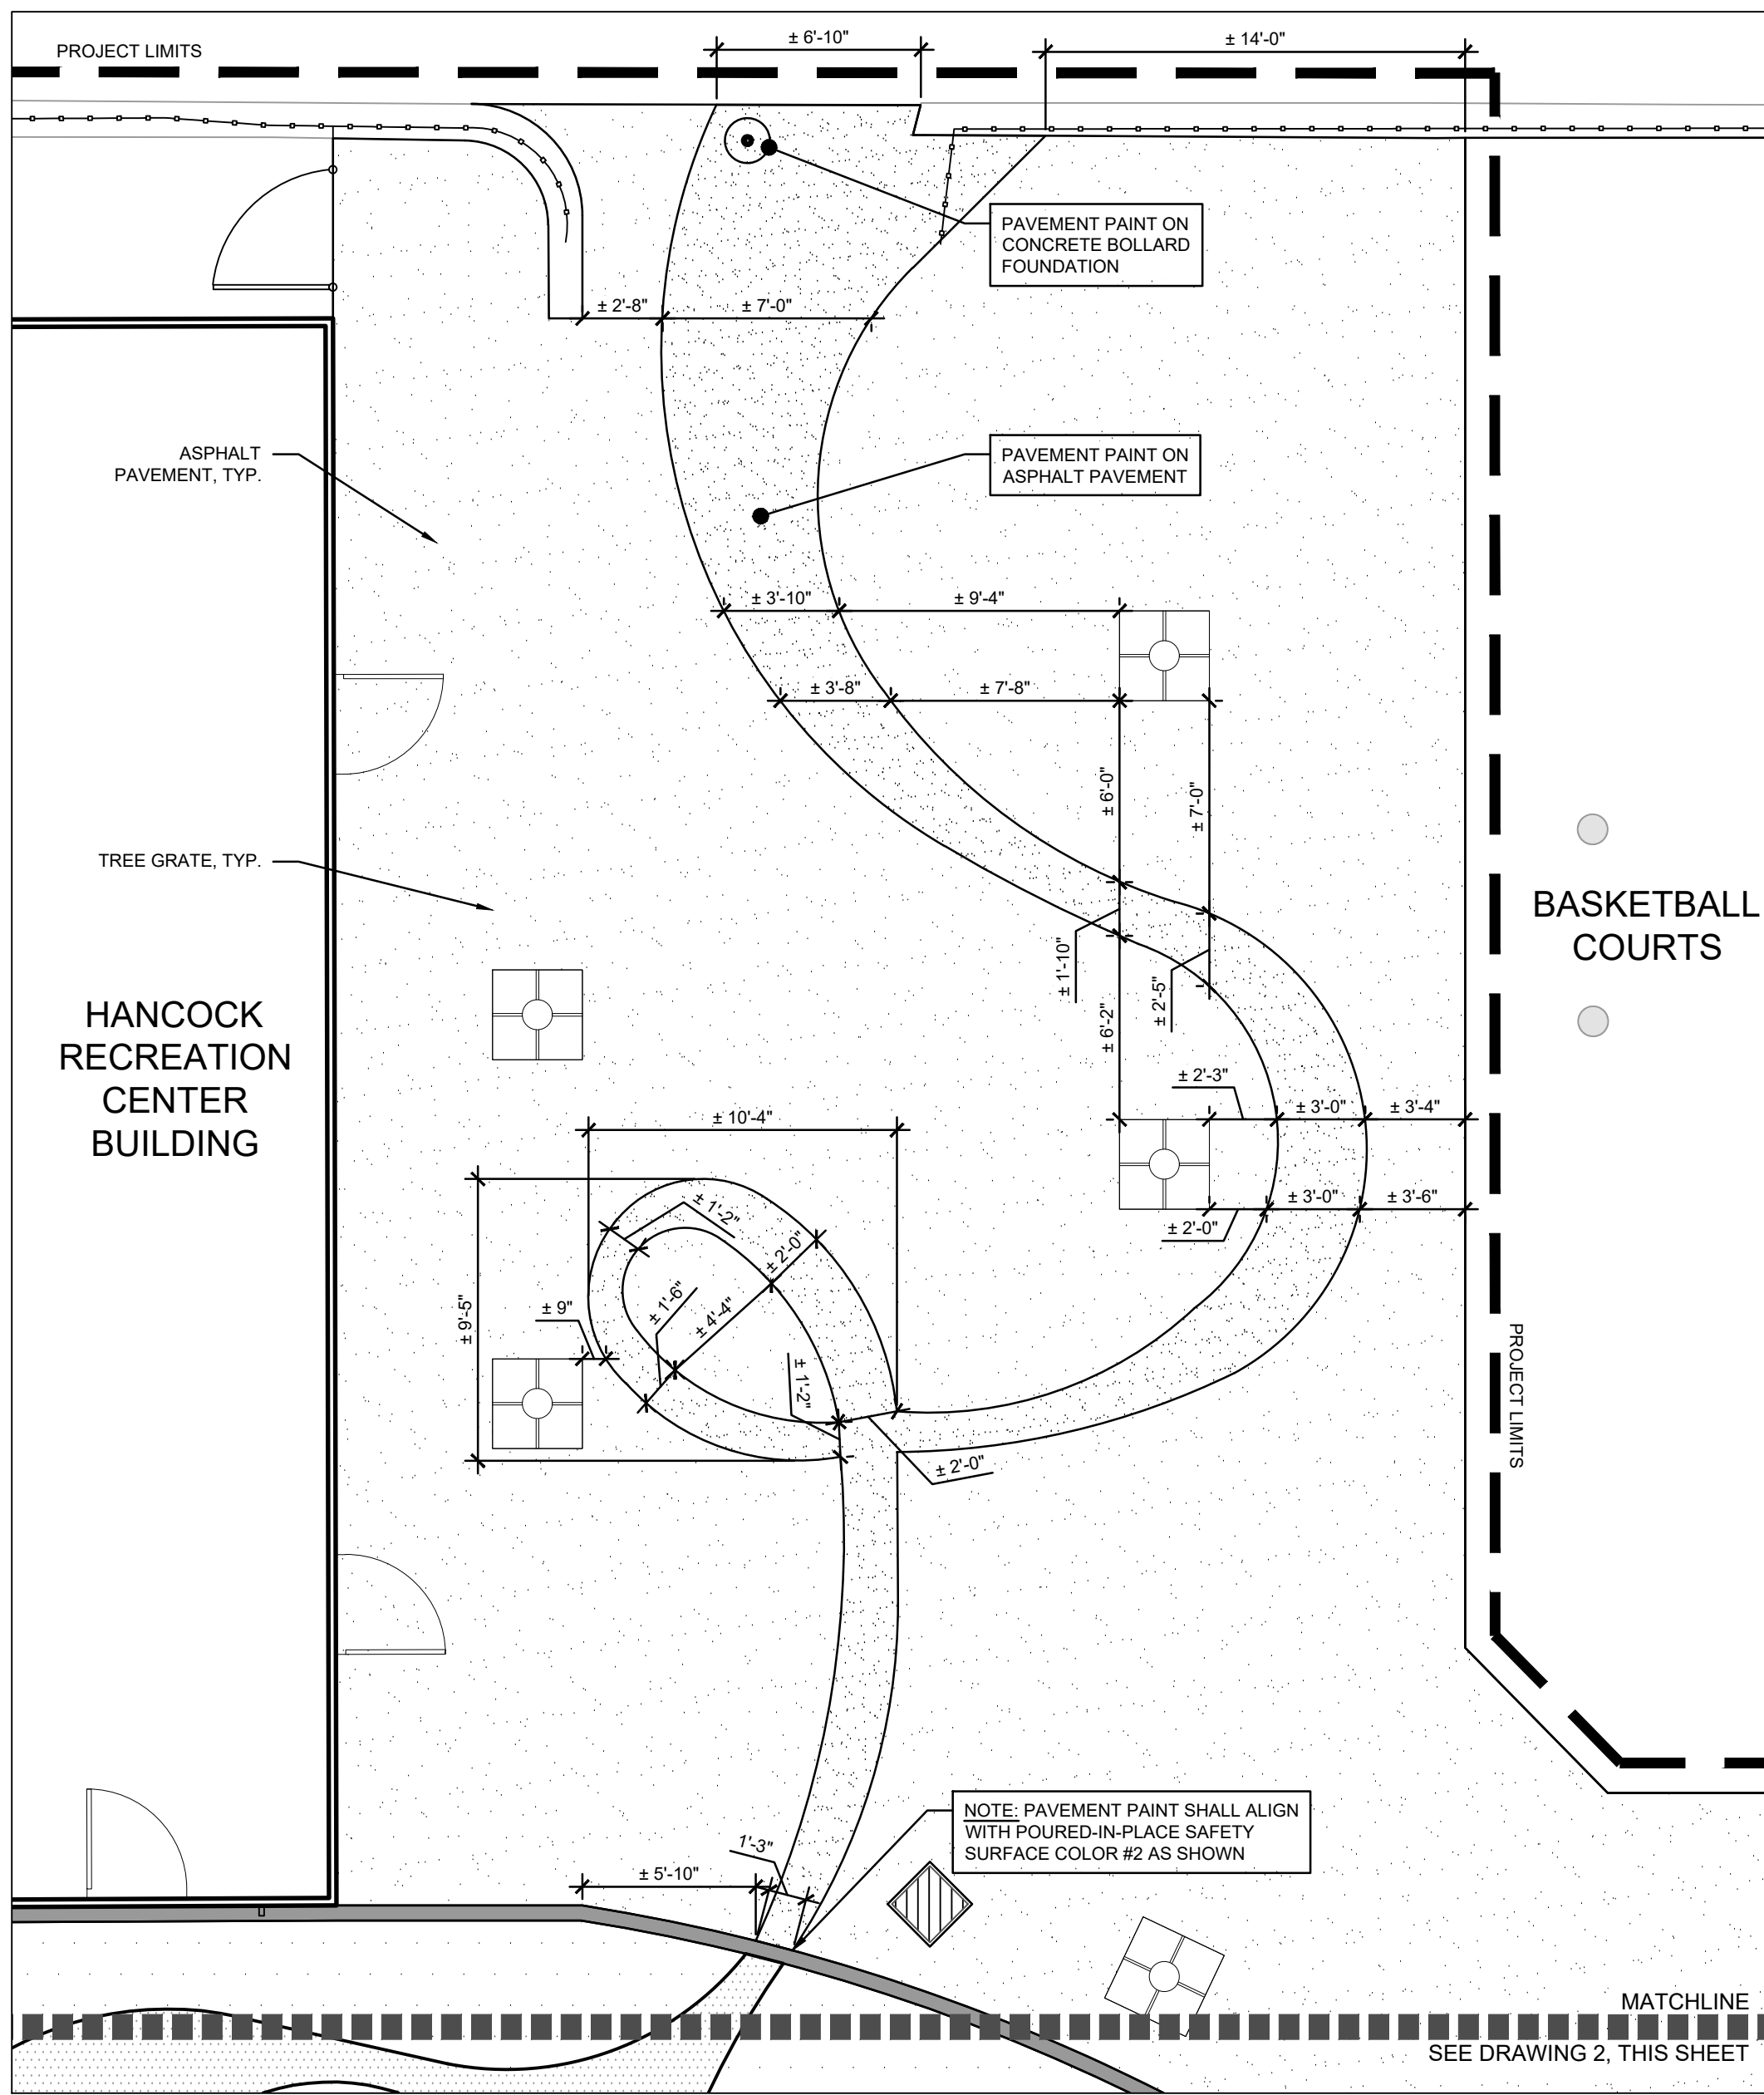 PROJECT LIMITS
± 6'-10"
± 14'-0"
PAVEMENT PAINT ON
CONCRETE BOLLARD
FOUNDATION
± 2'-8"
± 7'-0"
ASPHALT
PAVEMENT, TYP.
PAVEMENT PAINT ON
ASPHALT PAVEMENT
± 3'-10"
± 9'-4"
± 3'-8"
± 7'-8"
± 6'-0"
± 7'-0"
TREE GRATE, TYP.
BASKETBALL
COURTS
± 1'-10"
± 2'-5"
± 6'-2"
HANCOCK
RECREATION
CENTER
BUILDING
± 2'-3"
± 3'-0"
± 3'-4"
± 10'-4"
± 3'-0"
± 3'-6"
± 2'-0"
± 1'-2"
± 2'-0"
± 1'-6"
± 4'-4"
± 9"
± 9'-5"
± 1'-2"
± 2'-0"
PROJECT LIMITS
NOTE: PAVEMENT PAINT SHALL ALIGN
WITH POURED-IN-PLACE SAFETY
SURFACE COLOR #2 AS SHOWN
1'-3"
± 5'-10"
MATCHLINE
SEE DRAWING 2, THIS SHEET